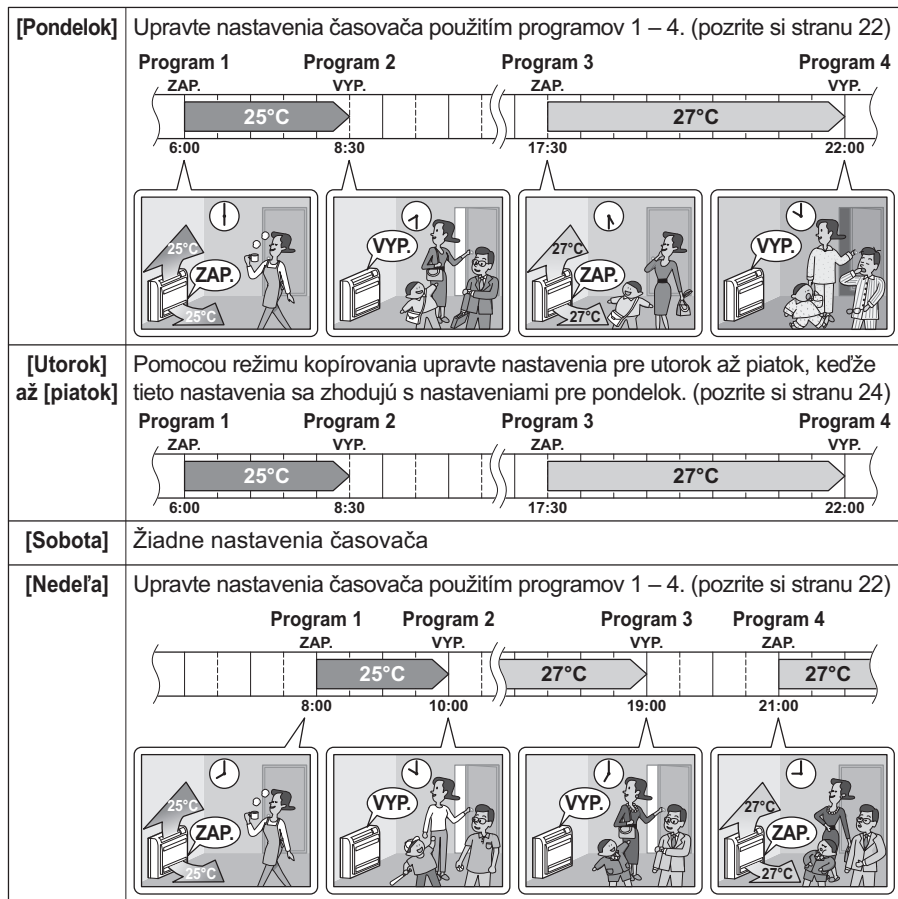 [Pondelok]
Upravte nastavenia časovača použitím programov 1 – 4. (pozrite si stranu 22)
Program 1 Program 2 Program 3 Program 4
ZAP. VYP. ZAP. VYP.
25°C 27°C
6:00 8:30 17:30 22:00
25°C ZAP. 25°C
VYP.
27°C ZAP. 27°C
VYP.
[Utorok]
až [piatok]
Pomocou režimu kopírovania upravte nastavenia pre utorok až piatok, keďže
tieto nastavenia sa zhodujú s nastaveniami pre pondelok. (pozrite si stranu 24)
Program 1 Program 2 Program 3 Program 4
ZAP. VYP. ZAP. VYP.
25°C 27°C
6:00 8:30 17:30 22:00
[Sobota]
Žiadne nastavenia časovača
[Nedeľa]
Upravte nastavenia časovača použitím programov 1 – 4. (pozrite si stranu 22)
Program 1 Program 2 Program 3 Program 4
ZAP. VYP. VYP. ZAP.
25°C 27°C 27°C
8:00 10:00 19:00 21:00
25°C ZAP. 25°C
VYP.
VYP.
27°C ZAP. 27°C